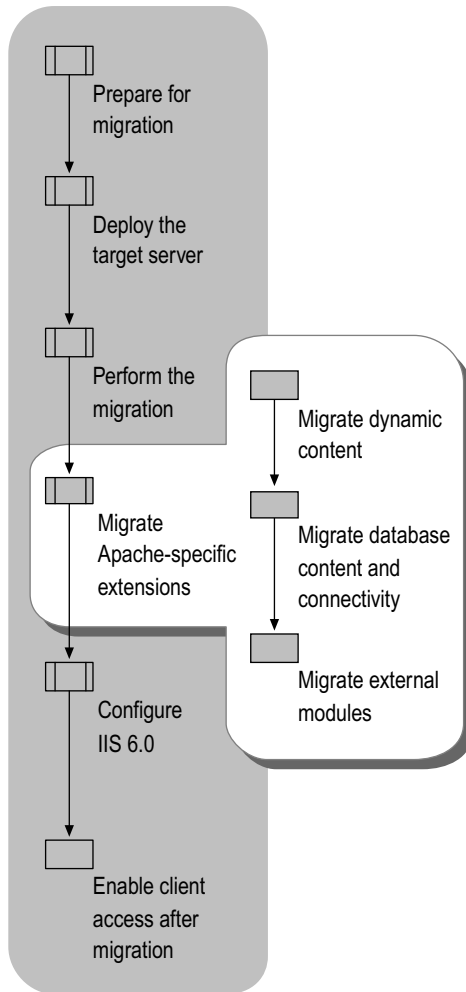 Prepare for
migration
Deploy the
target server
Perform the
migration
Migrate
Apache-specific
extensions
Migrate dynamic
content
Migrate database
content and
connectivity
Migrate external
modules
Configure
IIS 6.0
Enable client
access after
migration